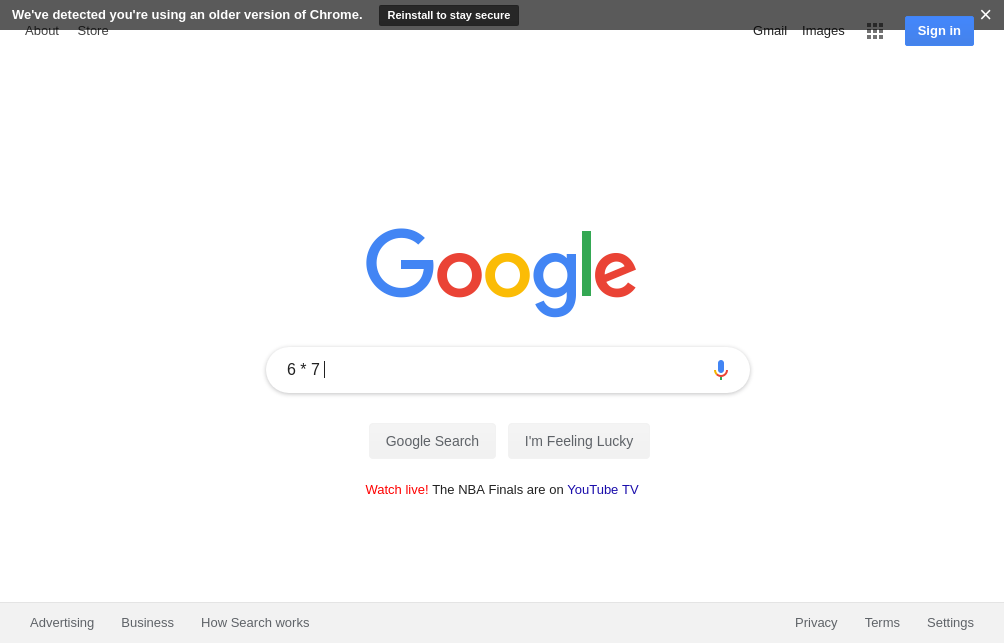 We've detected you're using an older version of Chrome. Reinstall to stay secure ×
About Store Gmail Images Sign in
Google
6 * 7
Google Search I'm Feeling Lucky
Watch live! The NBA Finals are on YouTube TV
Advertising Business How Search works Privacy Terms Settings